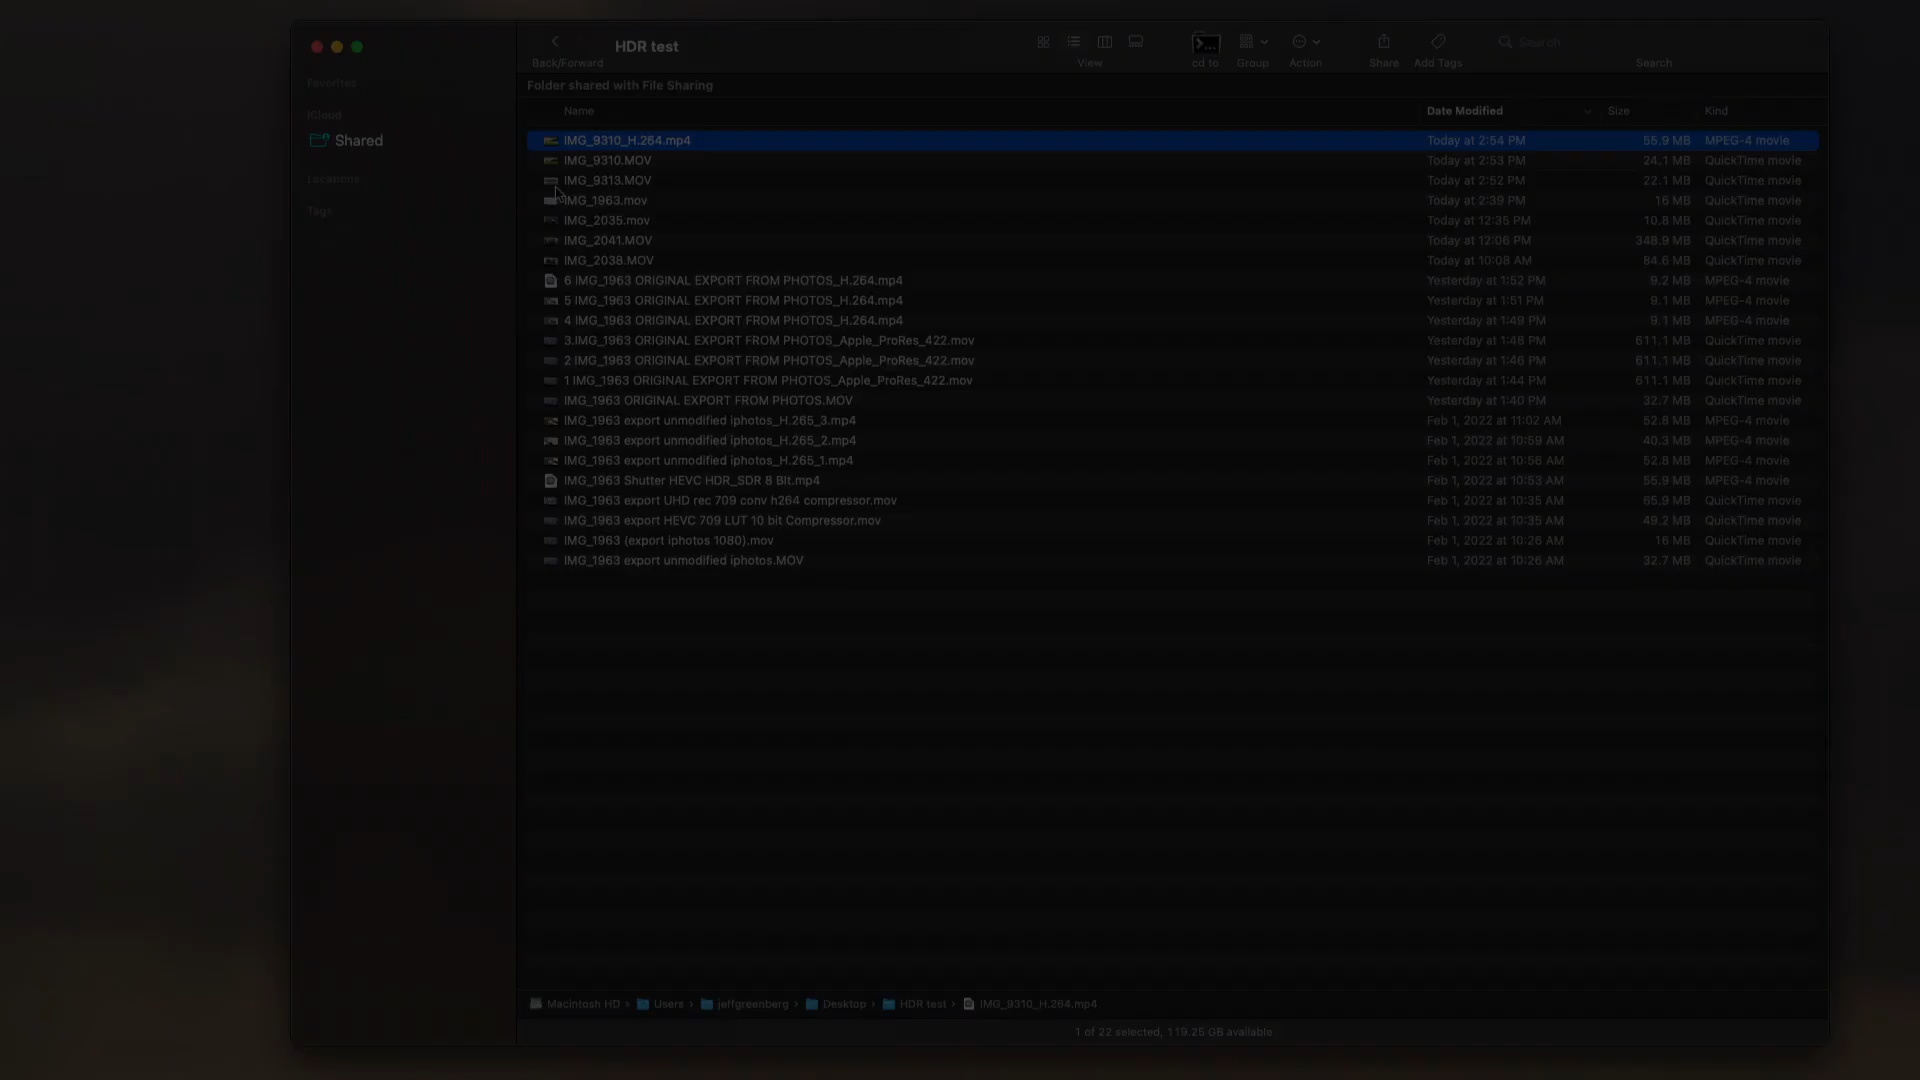 HDR test
Back/Forward
View
cd to
Group
Action
Share
Add Tags
Search
Search
Favorites
iCloud
Shared
Locations
Tags
Folder shared with File Sharing
Name Date Modified Size Kind
IMG_9310_H.264.mp4 Today at 2:54 PM 55.9 MB MPEG-4 movie
IMG_9310.MOV Today at 2:53 PM 24.1 MB QuickTime movie
IMG_9313.MOV Today at 2:52 PM 22.1 MB QuickTime movie
IMG_1963.mov Today at 2:39 PM 16 MB QuickTime movie
IMG_2035.mov Today at 12:35 PM 10.8 MB QuickTime movie
IMG_2041.MOV Today at 12:06 PM 348.9 MB QuickTime movie
IMG_2038.MOV Today at 10:08 AM 84.6 MB QuickTime movie
6 IMG_1963 ORIGINAL EXPORT FROM PHOTOS_H.264.mp4 Yesterday at 1:52 PM 9.2 MB MPEG-4 movie
5 IMG_1963 ORIGINAL EXPORT FROM PHOTOS_H.264.mp4 Yesterday at 1:51 PM 9.1 MB MPEG-4 movie
4 IMG_1963 ORIGINAL EXPORT FROM PHOTOS_H.264.mp4 Yesterday at 1:49 PM 9.1 MB MPEG-4 movie
3.IMG_1963 ORIGINAL EXPORT FROM PHOTOS_Apple_ProRes_422.mov Yesterday at 1:48 PM 611.1 MB QuickTime movie
2 IMG_1963 ORIGINAL EXPORT FROM PHOTOS_Apple_ProRes_422.mov Yesterday at 1:46 PM 611.1 MB QuickTime movie
1 IMG_1963 ORIGINAL EXPORT FROM PHOTOS_Apple_ProRes_422.mov Yesterday at 1:44 PM 611.1 MB QuickTime movie
IMG_1963 ORIGINAL EXPORT FROM PHOTOS.MOV Yesterday at 1:40 PM 32.7 MB QuickTime movie
IMG_1963 export unmodified iphotos_H.265_3.mp4 Feb 1, 2022 at 11:02 AM 52.8 MB MPEG-4 movie
IMG_1963 export unmodified iphotos_H.265_2.mp4 Feb 1, 2022 at 10:59 AM 40.3 MB MPEG-4 movie
IMG_1963 export unmodified iphotos_H.265_1.mp4 Feb 1, 2022 at 10:56 AM 52.8 MB MPEG-4 movie
IMG_1963 Shutter HEVC HDR_SDR 8 BIt.mp4 Feb 1, 2022 at 10:53 AM 55.9 MB MPEG-4 movie
IMG_1963 export UHD rec 709 conv h264 compressor.mov Feb 1, 2022 at 10:35 AM 65.9 MB QuickTime movie
IMG_1963 export HEVC 709 LUT 10 bit Compressor.mov Feb 1, 2022 at 10:35 AM 49.2 MB QuickTime movie
IMG_1963 (export iphotos 1080).mov Feb 1, 2022 at 10:26 AM 16 MB QuickTime movie
IMG_1963 export unmodified iphotos.MOV Feb 1, 2022 at 10:26 AM 32.7 MB QuickTime movie
Macintosh HD › Users › jeffgreenberg › Desktop › HDR test › IMG_9310_H.264.mp4
1 of 22 selected, 119.25 GB available